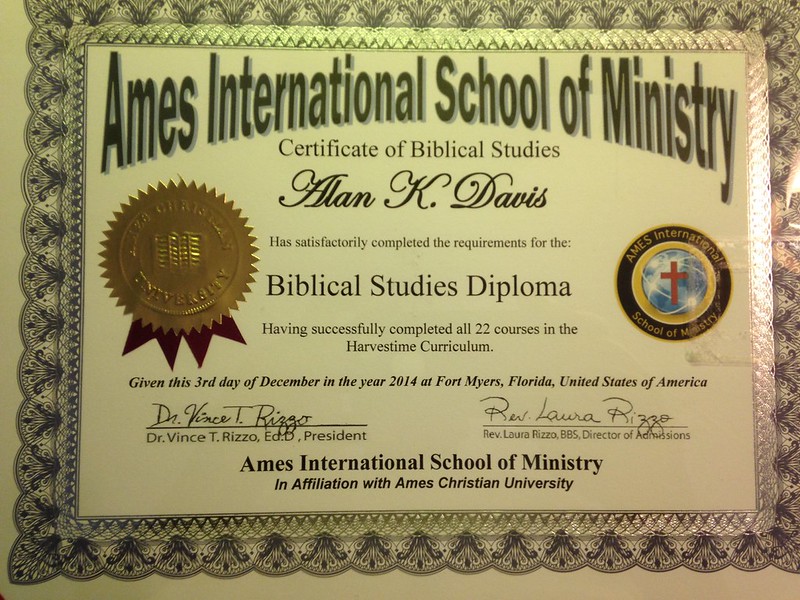 Ames International School of Ministry
Certificate of Biblical Studies
Alan K. Davis
AMES CHRISTIAN
UNIVERSITY
Has satisfactorily completed the requirements for the:
AMES International
School of Ministry
Biblical Studies Diploma
Having successfully completed all 22 courses in the
Harvestime Curriculum.
Given this 3rd day of December in the year 2014 at Fort Myers, Florida, United States of America
Dr. Vince T. Rizzo
Rev. Laura Rizzo
Dr. Vince T. Rizzo, Ed.D , President
Rev. Laura Rizzo, BBS, Director of Admissions
Ames International School of Ministry
In Affiliation with Ames Christian University